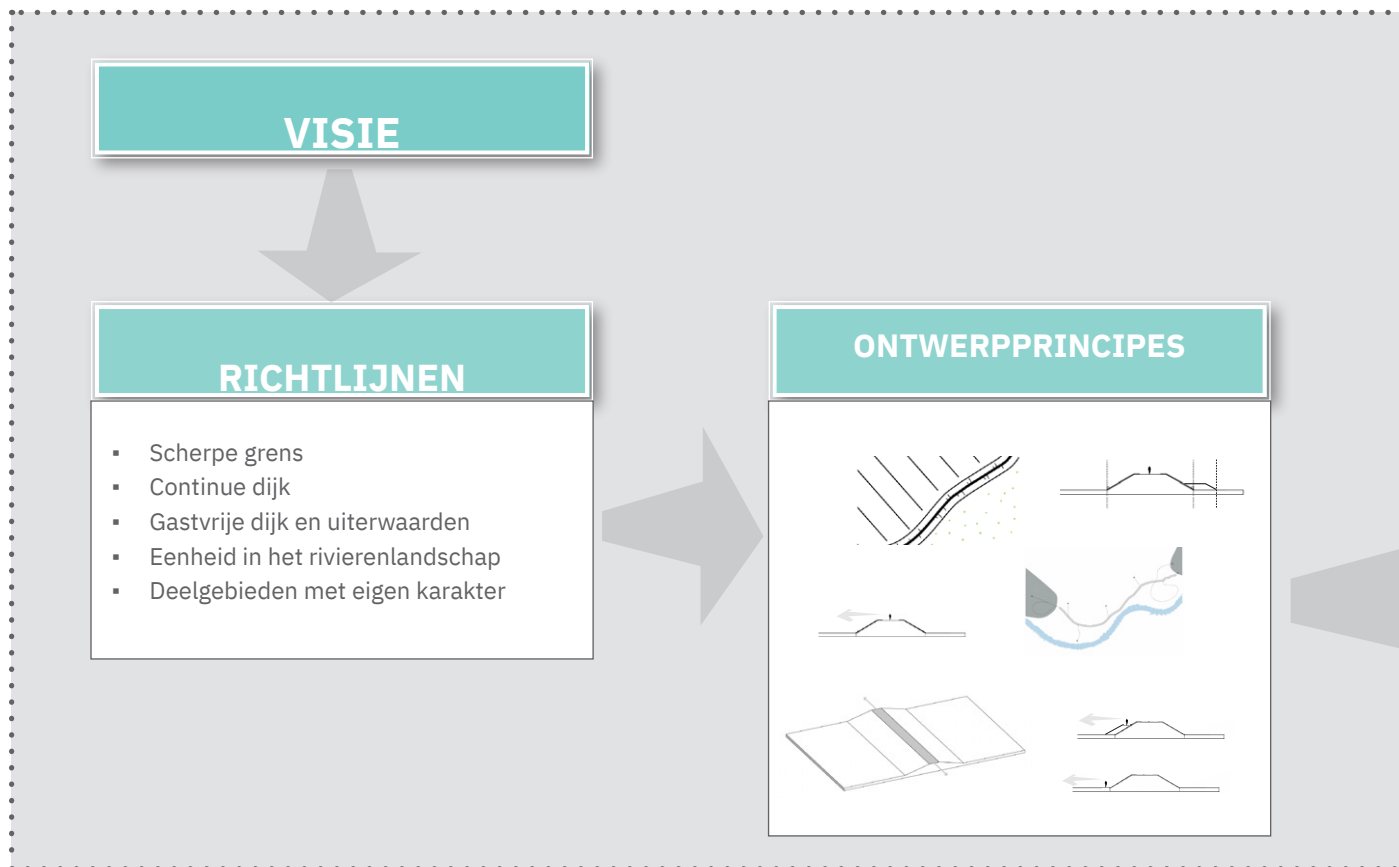 VISIE
RICHTLIJNEN
▪ Scherpe grens
▪ Continue dijk
▪ Gastvrije dijk en uiterwaarden
▪ Eenheid in het rivierenlandschap
▪ Deelgebieden met eigen karakter
ONTWERPPRINCIPES